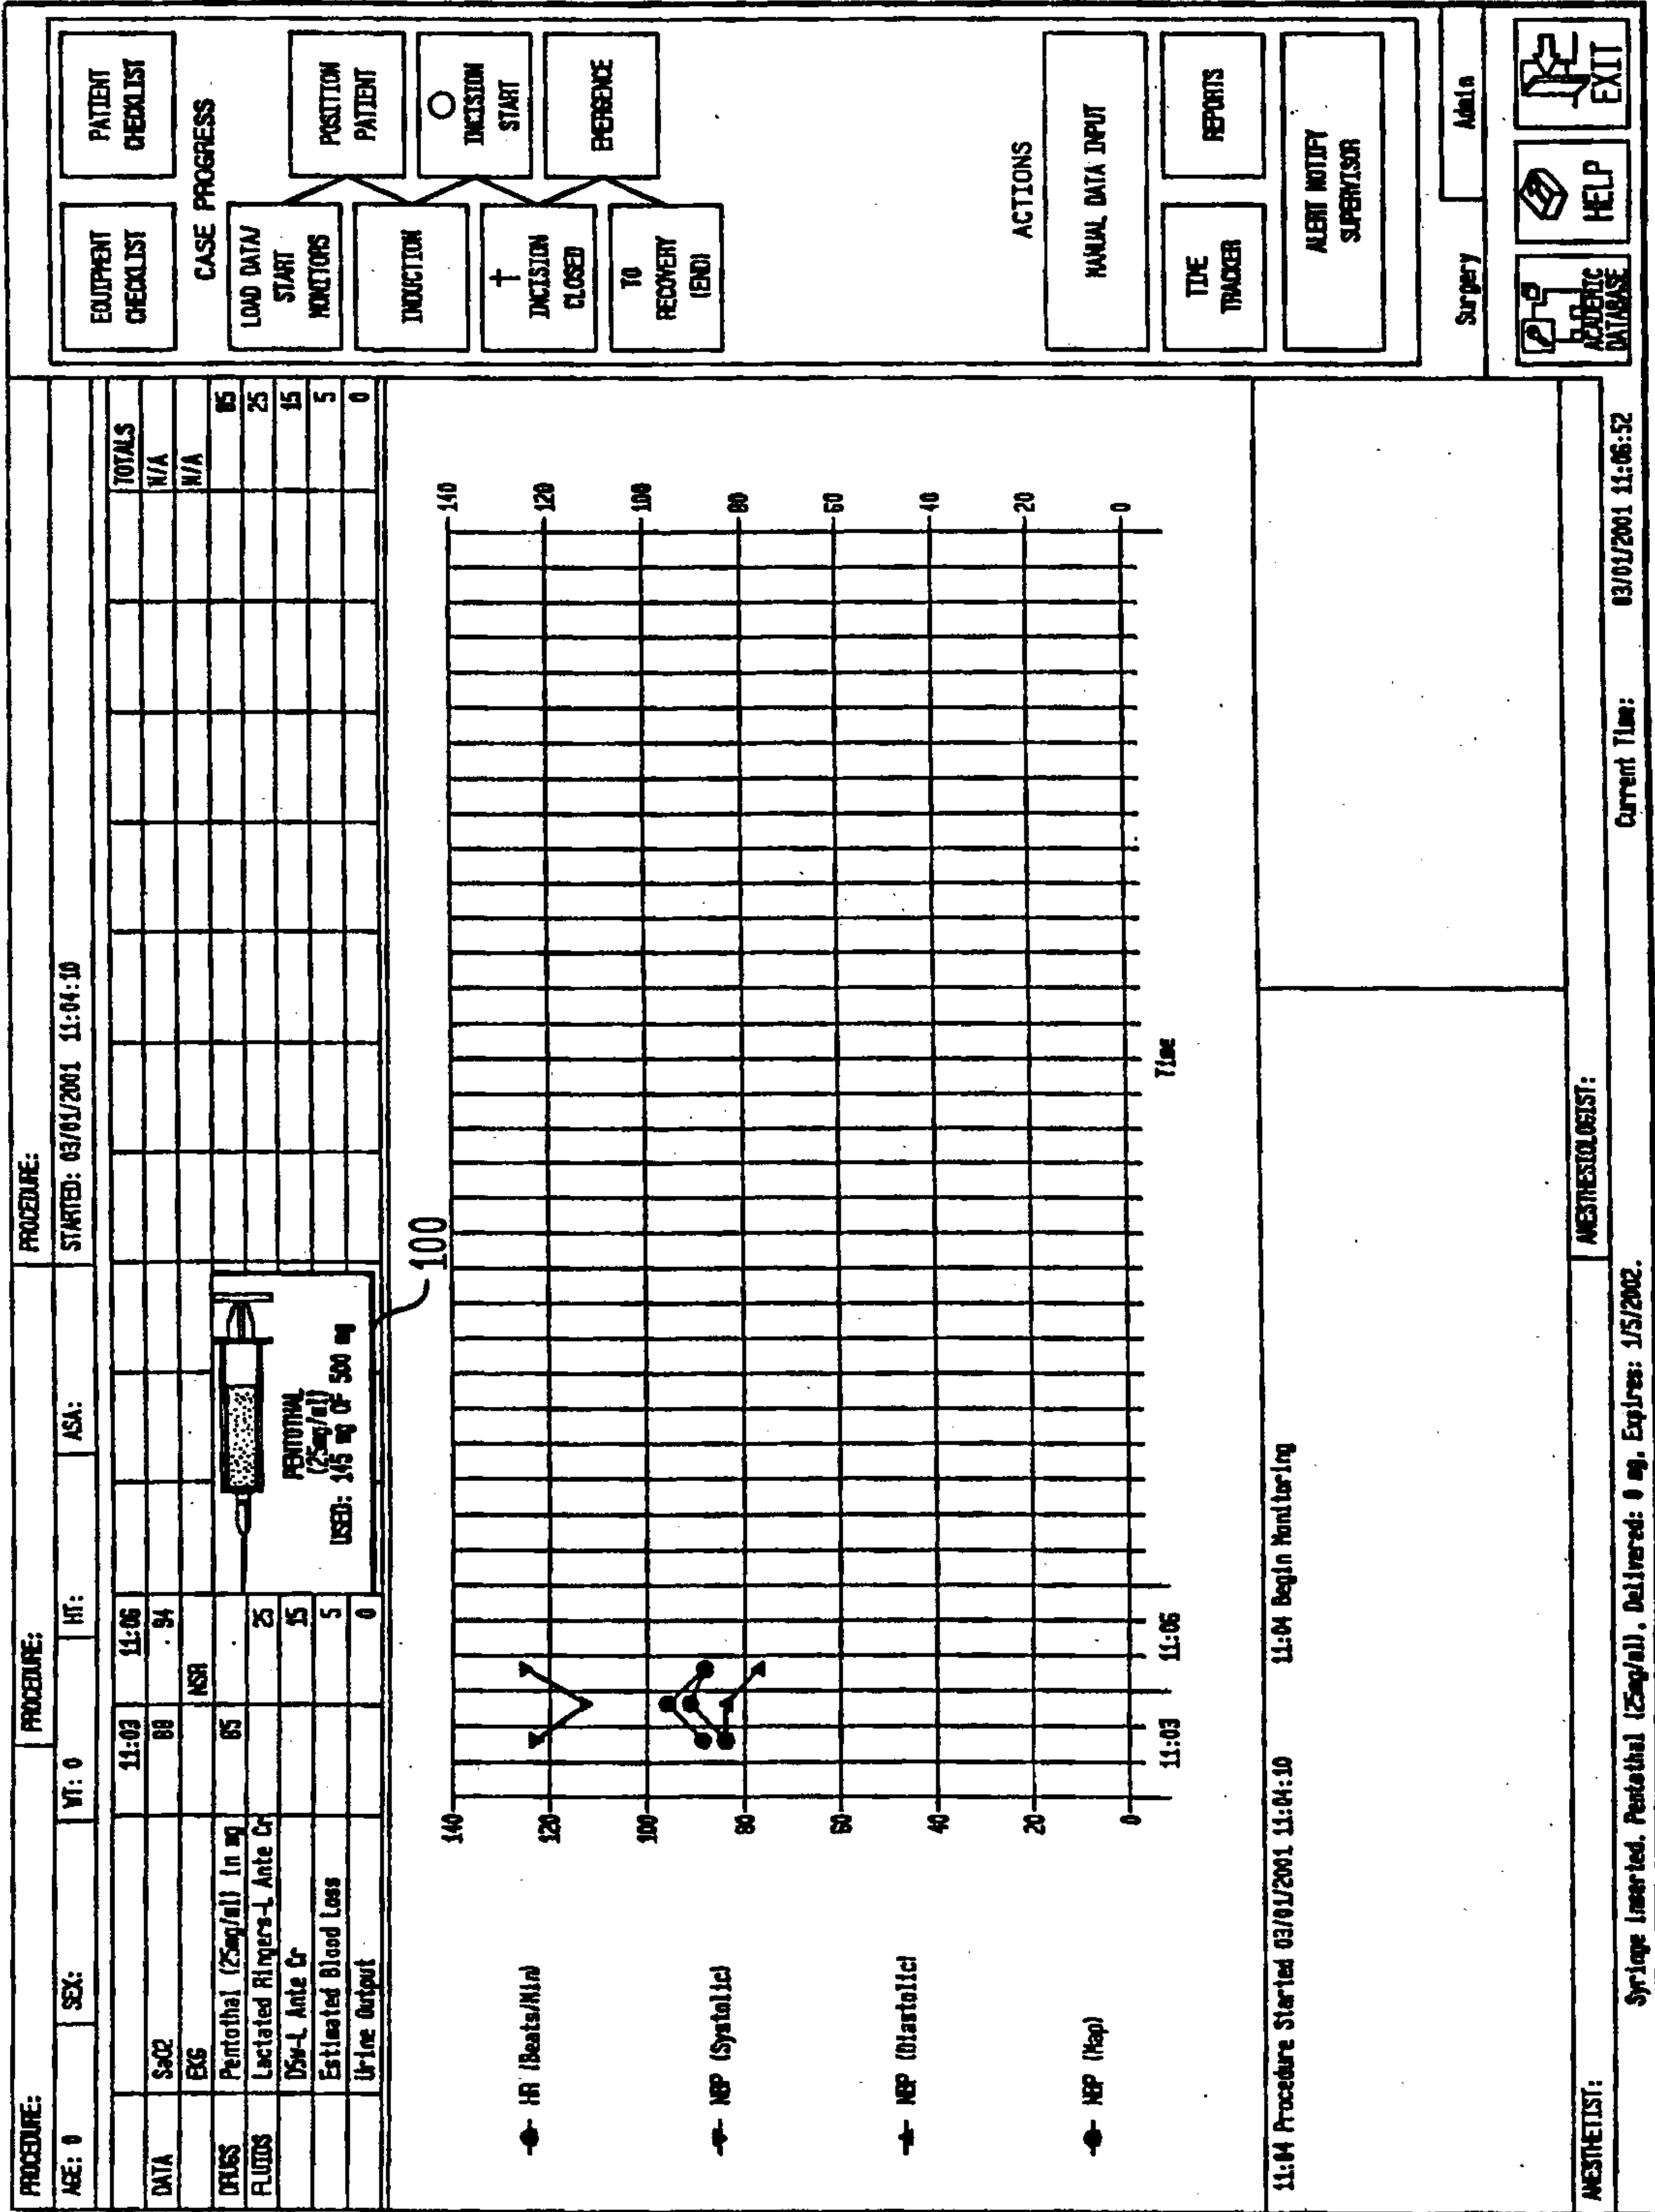 PROCEDURE: PROCEDURE: PROCEDURE:
AGE: 0 SEX: WT: 0 HT: ASA: STARTED: 03/01/2001 11:04:10
11:03 11:06 TOTALS
DATA SaO2 88 94 N/A
EKG NSR N/A
DRUGS Pentothal (25mg/ml) in mg 85 85
FLUIDS Lactated Ringers-L Ante Cr 25 25
D5w-L Ante Cr 15 15
Estimated Blood Loss 5 5
Urine Output 0 0
PENTOTHAL
(25mg/ml)
USED: 145 mg OF 500 mg
100
HR (Beats/Min)
NBP (Systolic)
NBP (Diastolic)
NBP (Map)
140 140
120 120
100 100
80 80
60 60
40 40
20 20
0 0
11:03 11:06
Time
11:04 Procedure Started 03/01/2001 11:04:10 11:04 Begin Monitoring
ANESTHETIST: ANESTHESIOLOGIST:
Syringe Inserted. Pentothal (25mg/ml), Delivered: 0 mg, Expires: 1/5/2002. Current Time: 03/01/2001 11:06:52
EQUIPMENT
CHECKLIST
PATIENT
CHECKLIST
CASE PROGRESS
LOAD DATA/
START
MONITORS
POSITION
PATIENT
INDUCTION
INCISION
START
INCISION
CLOSED
EMERGENCE
TO
RECOVERY
(END)
ACTIONS
MANUAL DATA INPUT
TIME
TRACKER
REPORTS
ALERT NOTIFY
SUPERVISOR
Surgery Admin
ACADEMIC
DATABASE
HELP
EXIT